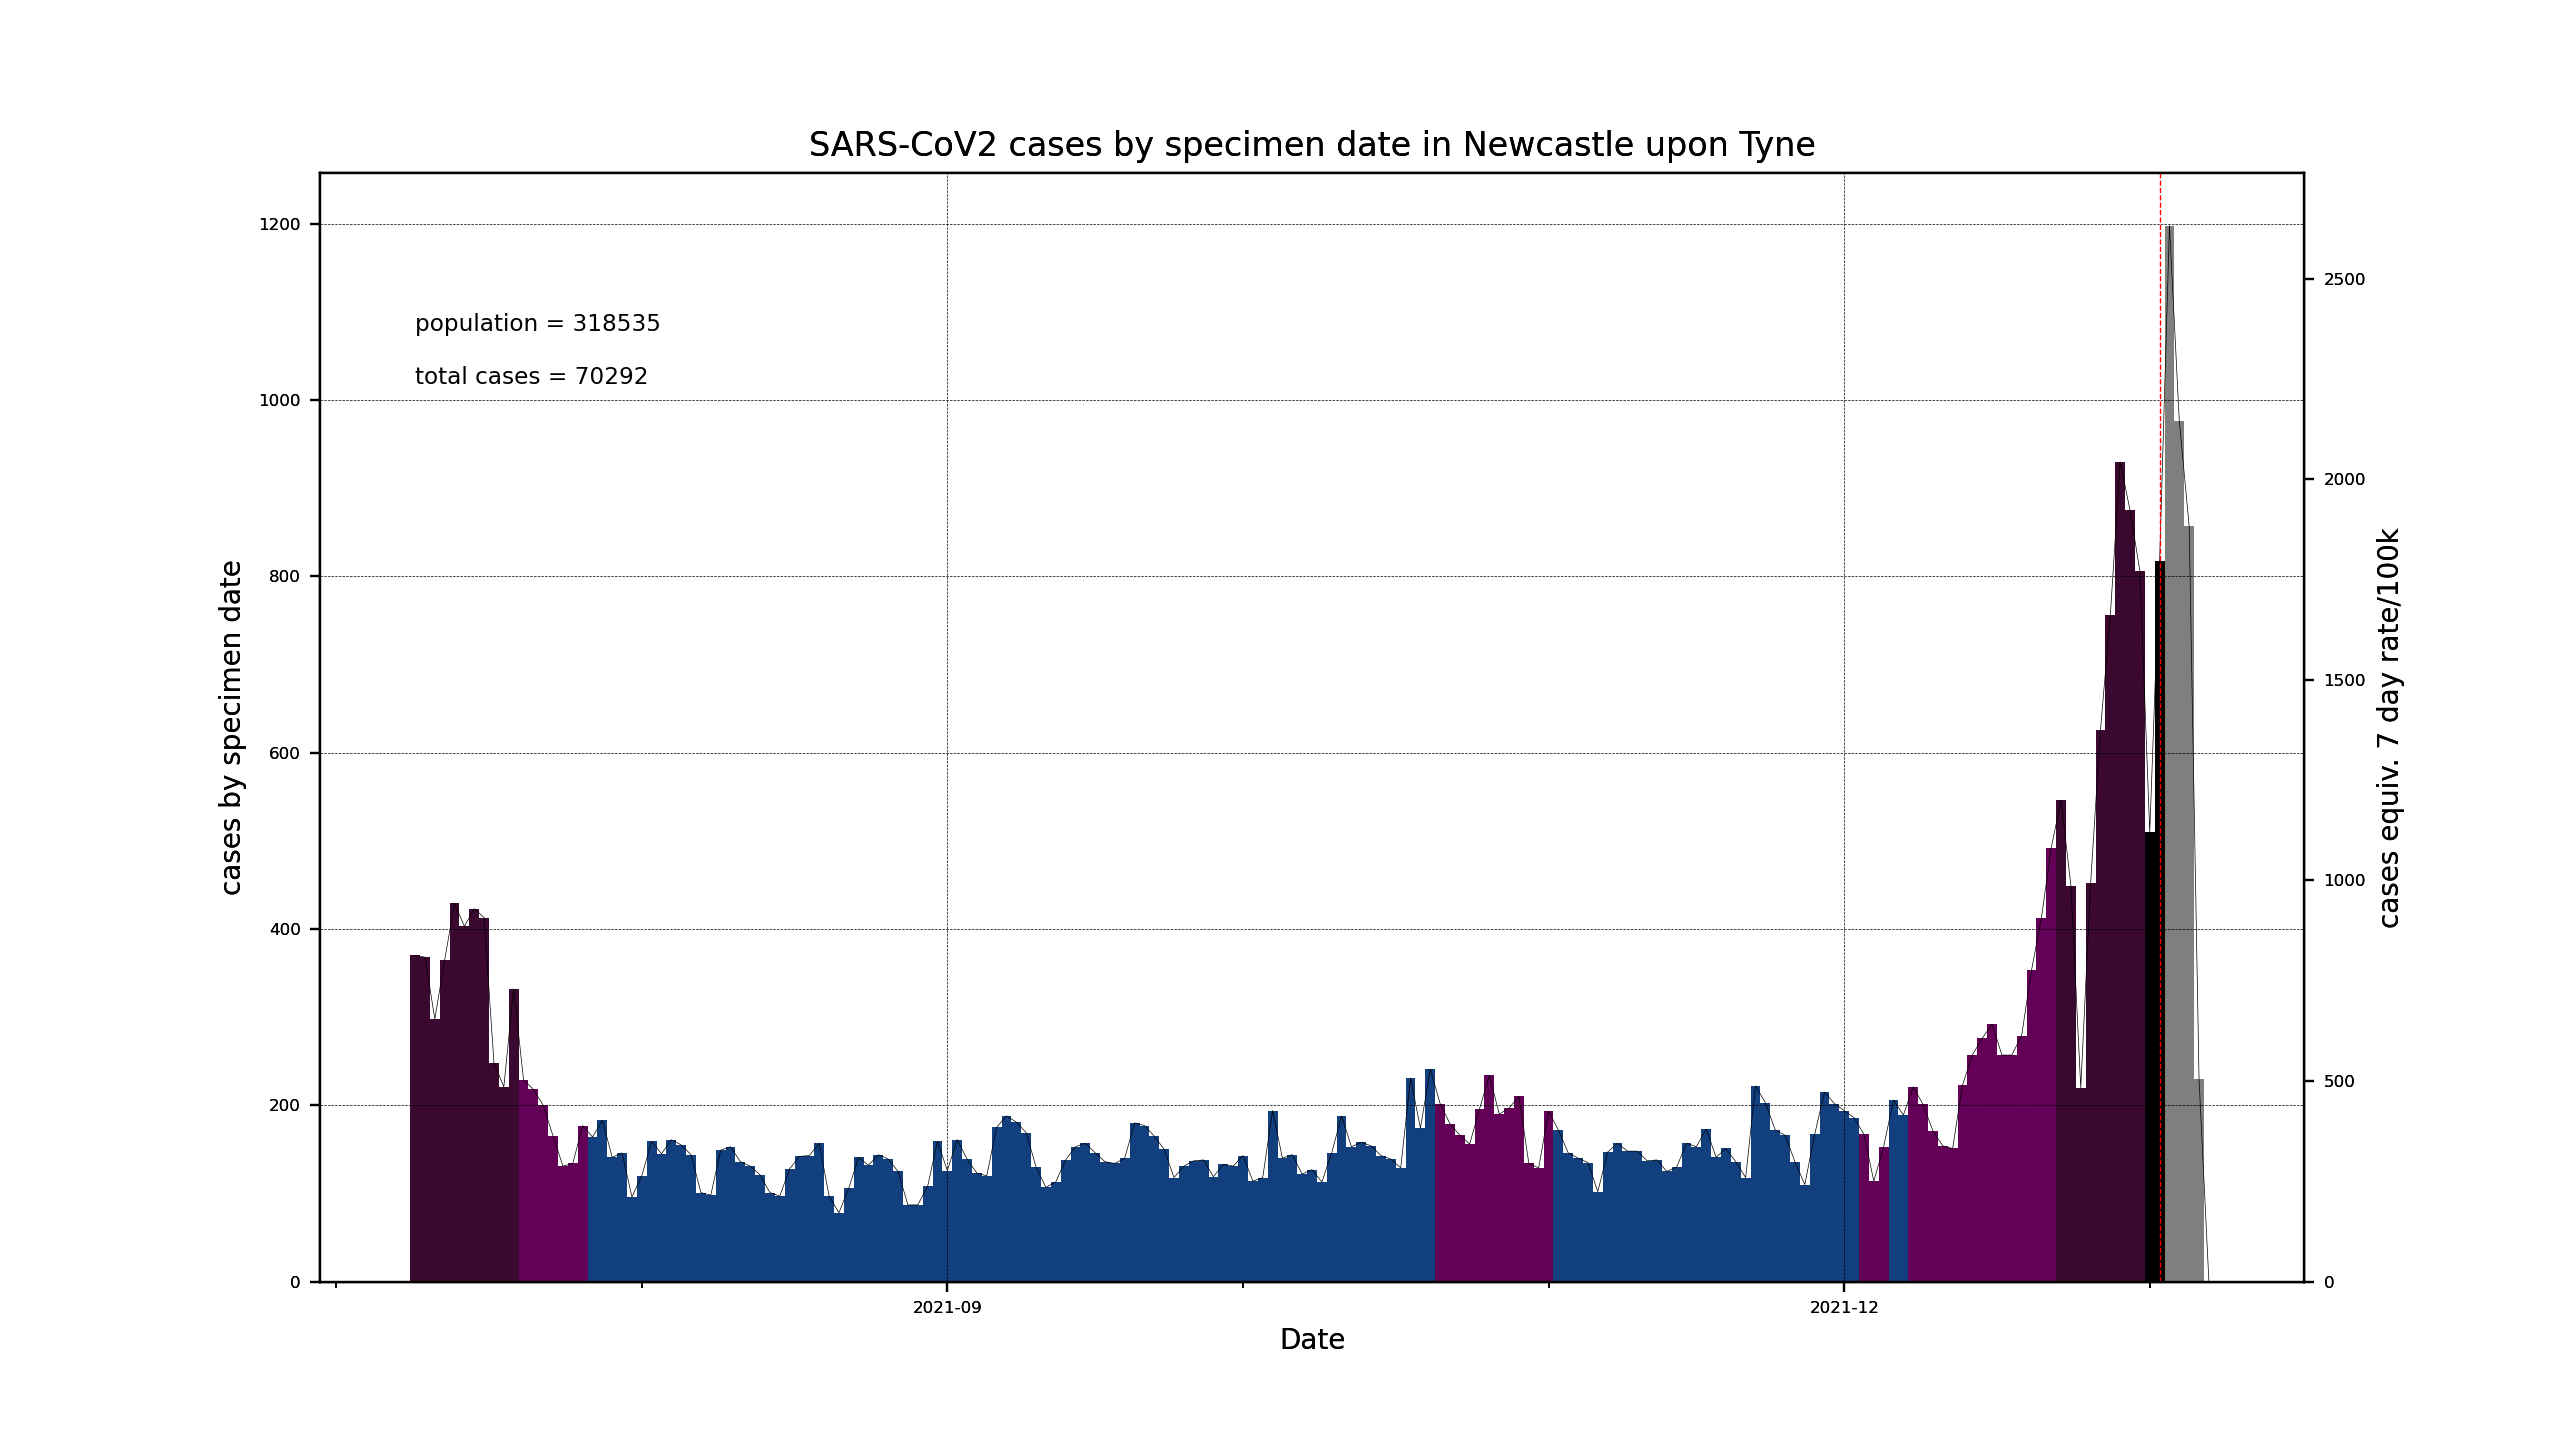 SARS-CoV2 cases by specimen date in Newcastle upon Tyne
population = 318535
total cases = 70292
cases by specimen date
1200
1000
800
600
400
200
0
2500
2000
1500
1000
500
0
cases equiv. 7 day rate/100k
2021-09
2021-12
Date